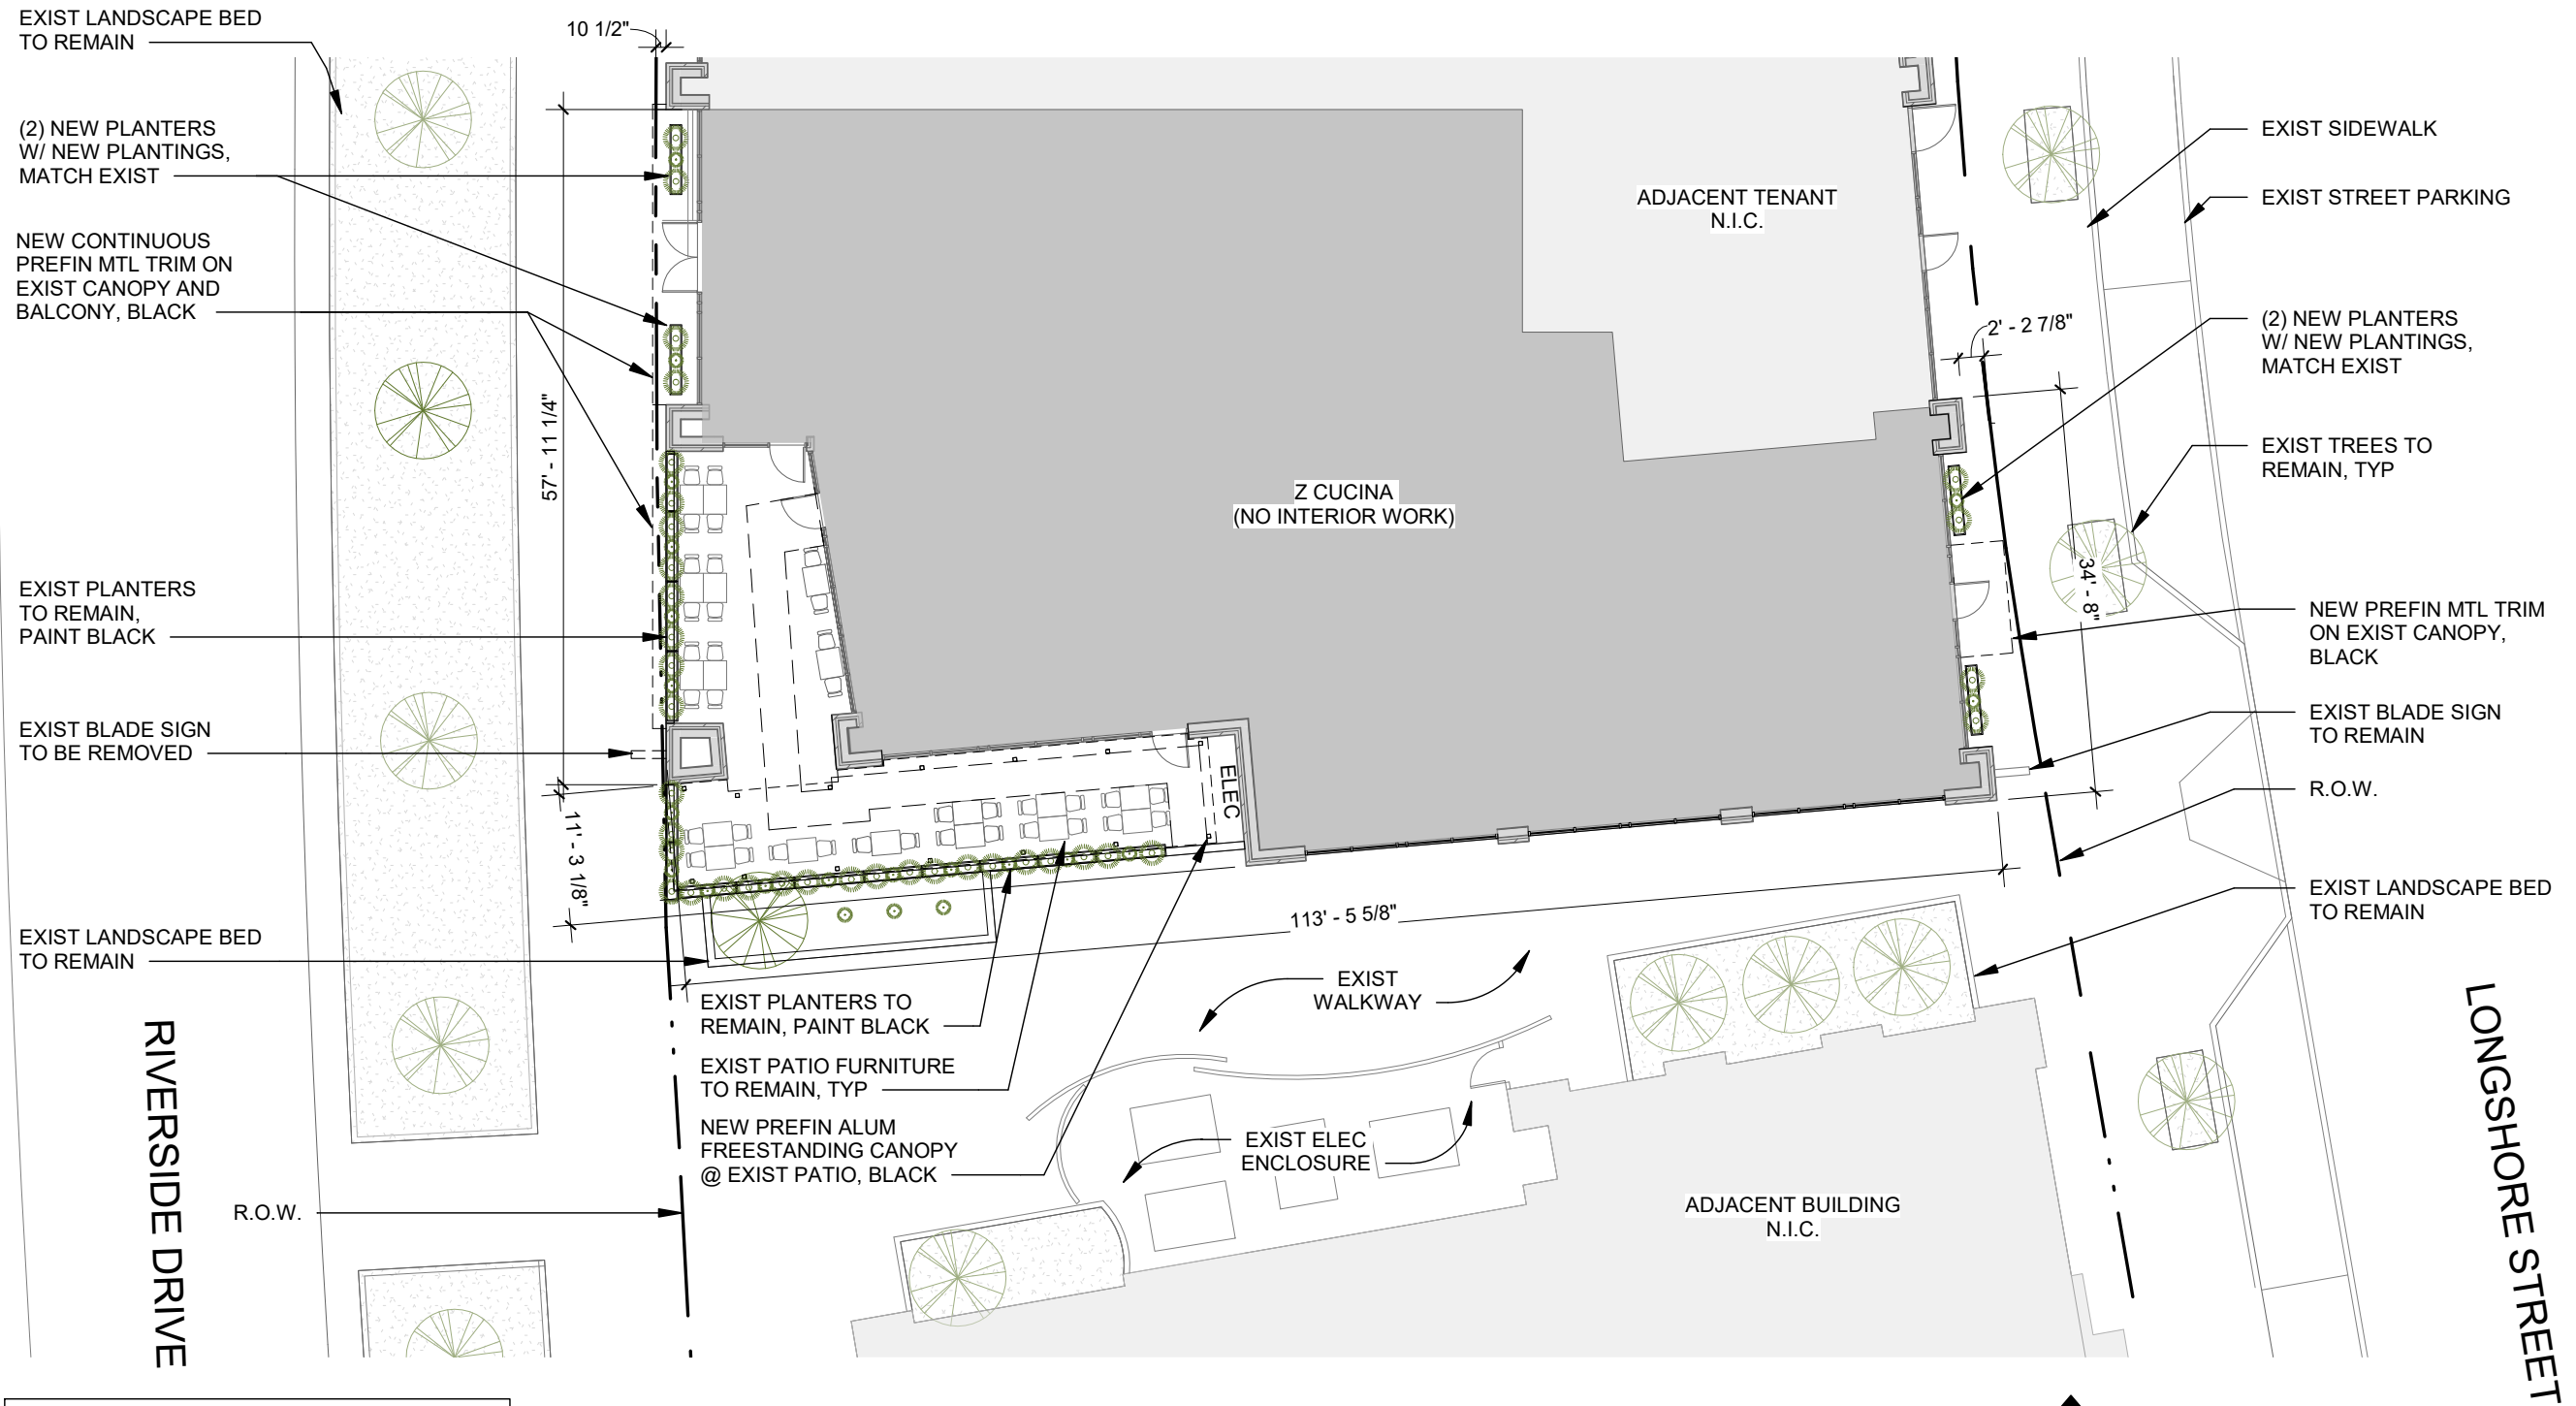 EXIST LANDSCAPE BED
TO REMAIN
(2) NEW PLANTERS
W/ NEW PLANTINGS,
MATCH EXIST
NEW CONTINUOUS
PREFIN MTL TRIM ON
EXIST CANOPY AND
BALCONY, BLACK
EXIST PLANTERS
TO REMAIN,
PAINT BLACK
EXIST BLADE SIGN
TO BE REMOVED
EXIST LANDSCAPE BED
TO REMAIN
RIVERSIDE DRIVE
R.O.W.
10 1/2"
57' - 11 1/4"
11' - 3 1/8"
ADJACENT TENANT
N.I.C.
Z CUCINA
(NO INTERIOR WORK)
ELEC
113' - 5 5/8"
EXIST PLANTERS TO
REMAIN, PAINT BLACK
EXIST PATIO FURNITURE
TO REMAIN, TYP
NEW PREFIN ALUM
FREESTANDING CANOPY
@ EXIST PATIO, BLACK
EXIST
WALKWAY
EXIST ELEC
ENCLOSURE
ADJACENT BUILDING
N.I.C.
2' - 2 7/8"
34' - 8"
EXIST SIDEWALK
EXIST STREET PARKING
(2) NEW PLANTERS
W/ NEW PLANTINGS,
MATCH EXIST
EXIST TREES TO
REMAIN, TYP
NEW PREFIN MTL TRIM
ON EXIST CANOPY,
BLACK
EXIST BLADE SIGN
TO REMAIN
R.O.W.
EXIST LANDSCAPE BED
TO REMAIN
LONGSHORE STREET